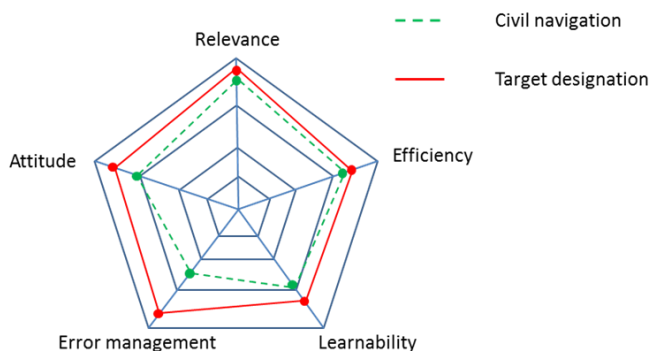 Civil navigation
Relevance
Target designation
Attitude
Efficiency
Error management
Learnability